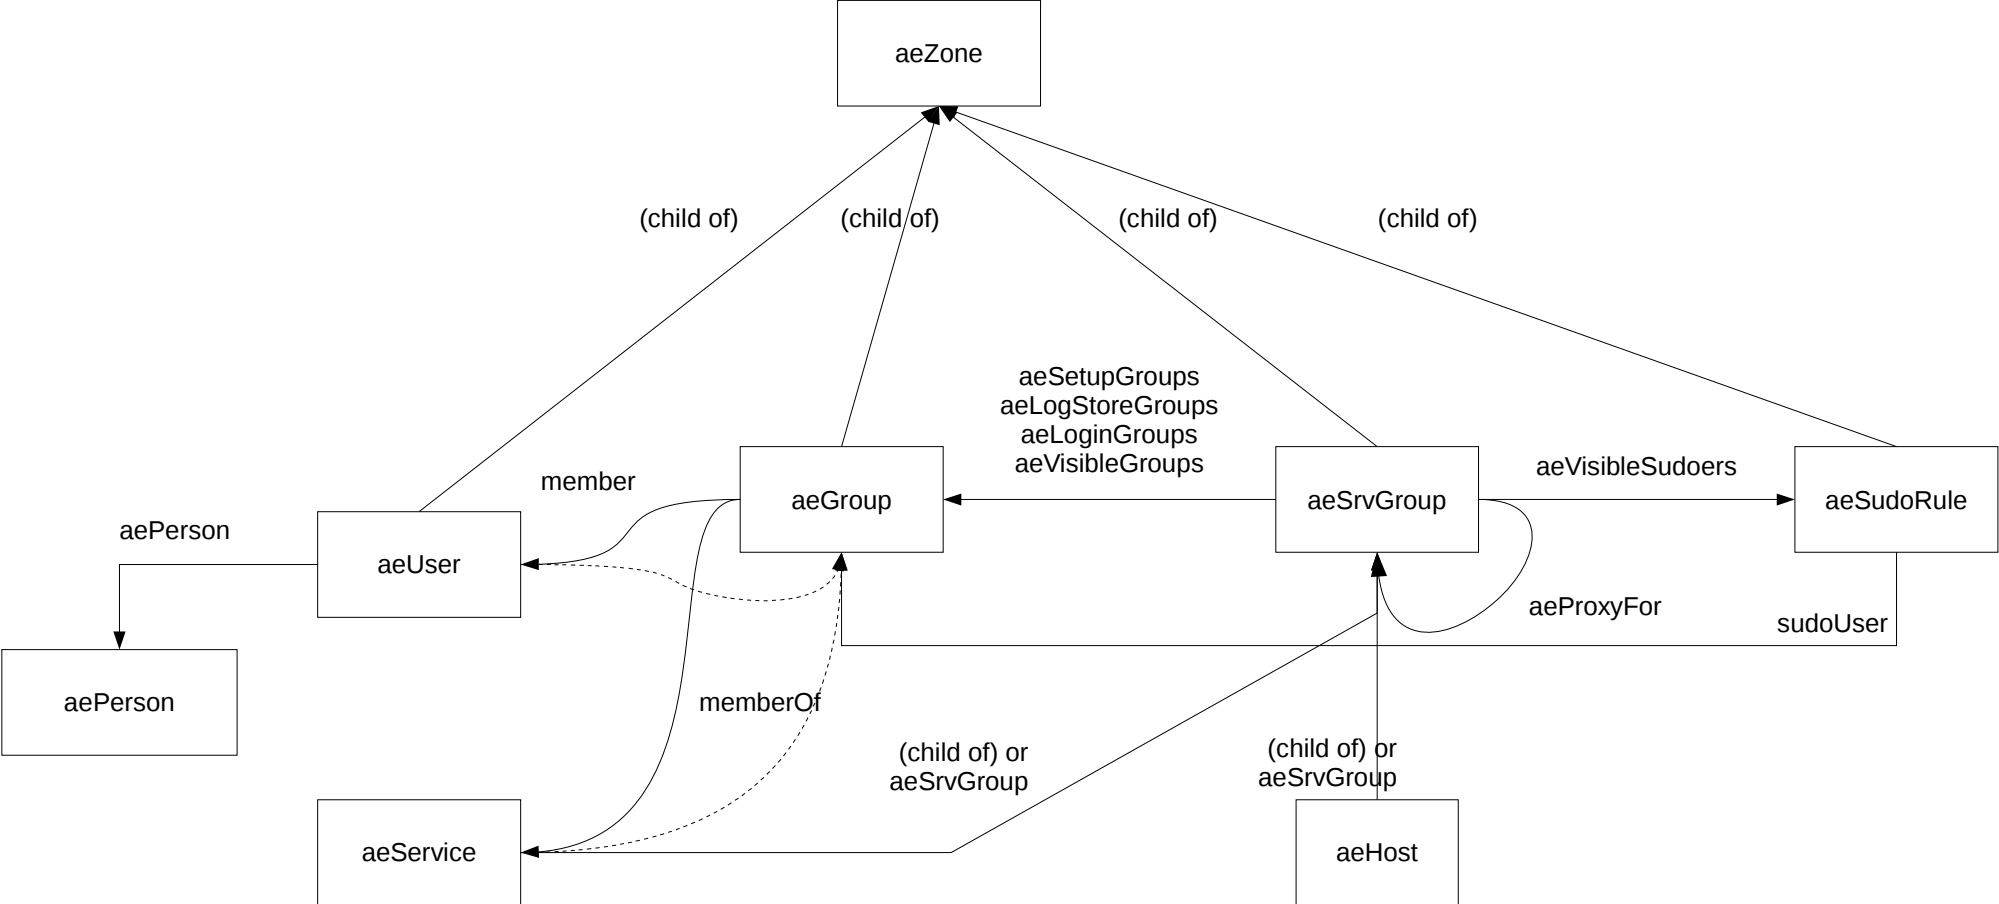 aeZone
(child of)
(child of)
(child of)
(child of)
aeSetupGroups
aeLogStoreGroups
aeLoginGroups
aeVisibleGroups
member
aeVisibleSudoers
aeGroup
aeSrvGroup
aeSudoRule
aePerson
aeUser
aeProxyFor
sudoUser
aePerson
memberOf
(child of) or
aeSrvGroup
(child of) or
aeSrvGroup
aeService
aeHost